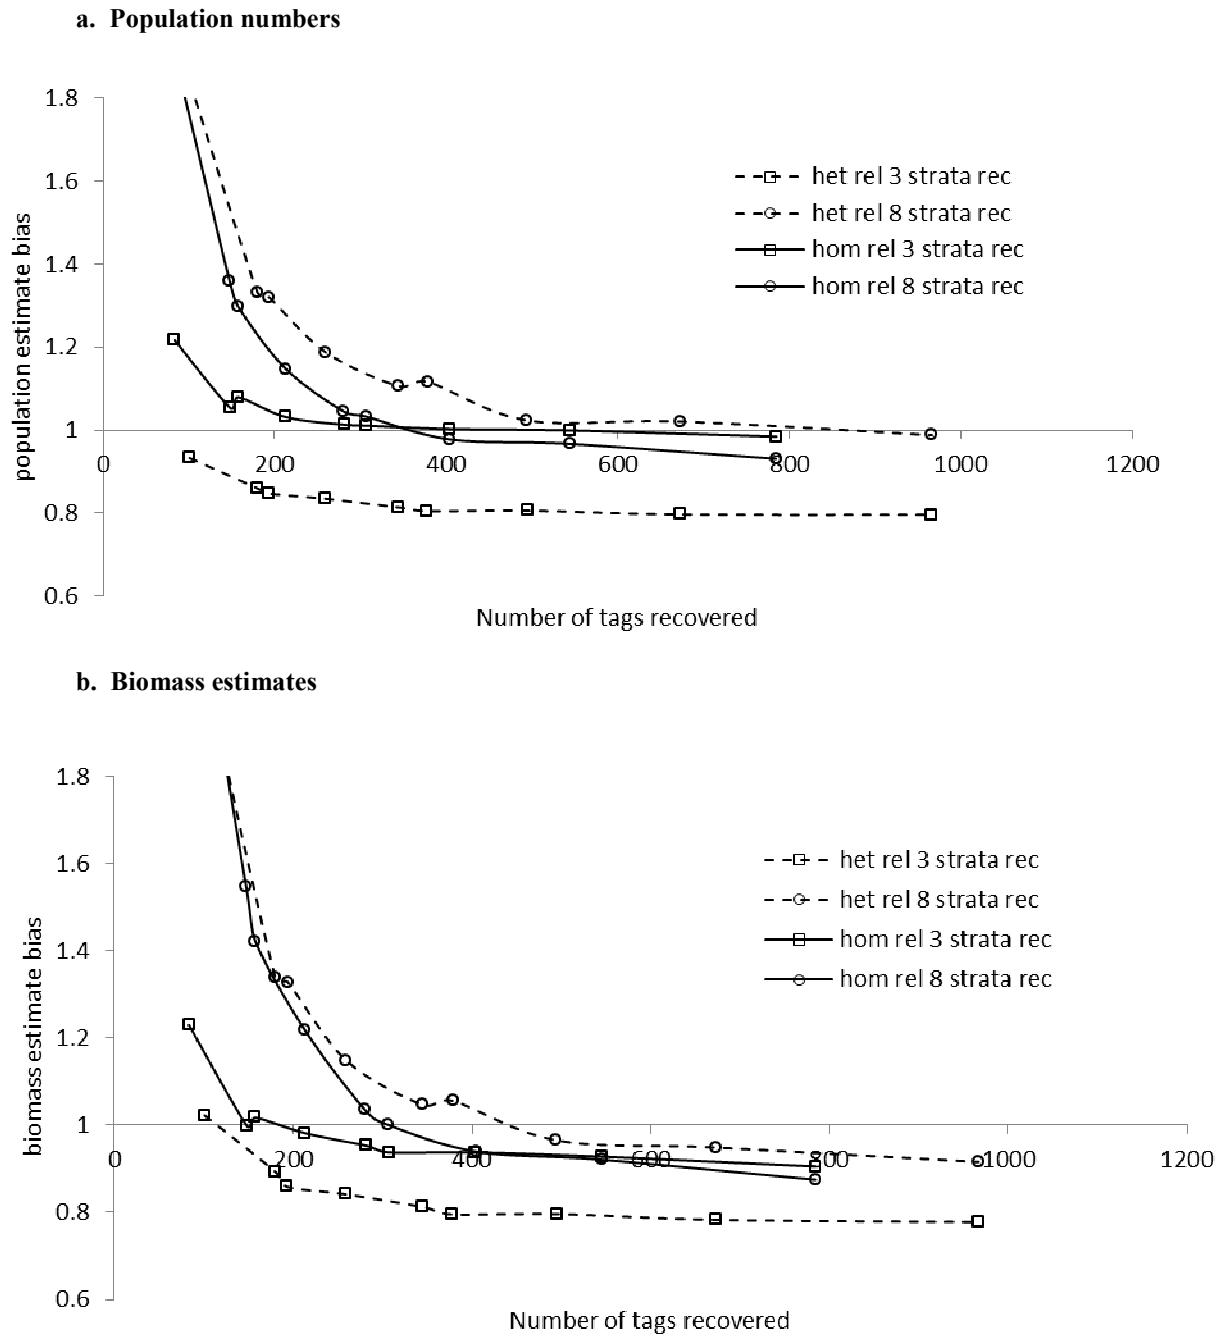 a. Population numbers
1.8
1.6
1.4
1.2
1
0.8
0.6
population estimate bias
het rel 3 strata rec
het rel 8 strata rec
hom rel 3 strata rec
hom rel 8 strata rec
0 200 400 600 800 1000 1200
Number of tags recovered
b. Biomass estimates
1.8
1.6
1.4
1.2
1
0.8
0.6
biomass estimate bias
het rel 3 strata rec
het rel 8 strata rec
hom rel 3 strata rec
hom rel 8 strata rec
0 200 400 600 800 1000 1200
Number of tags recovered